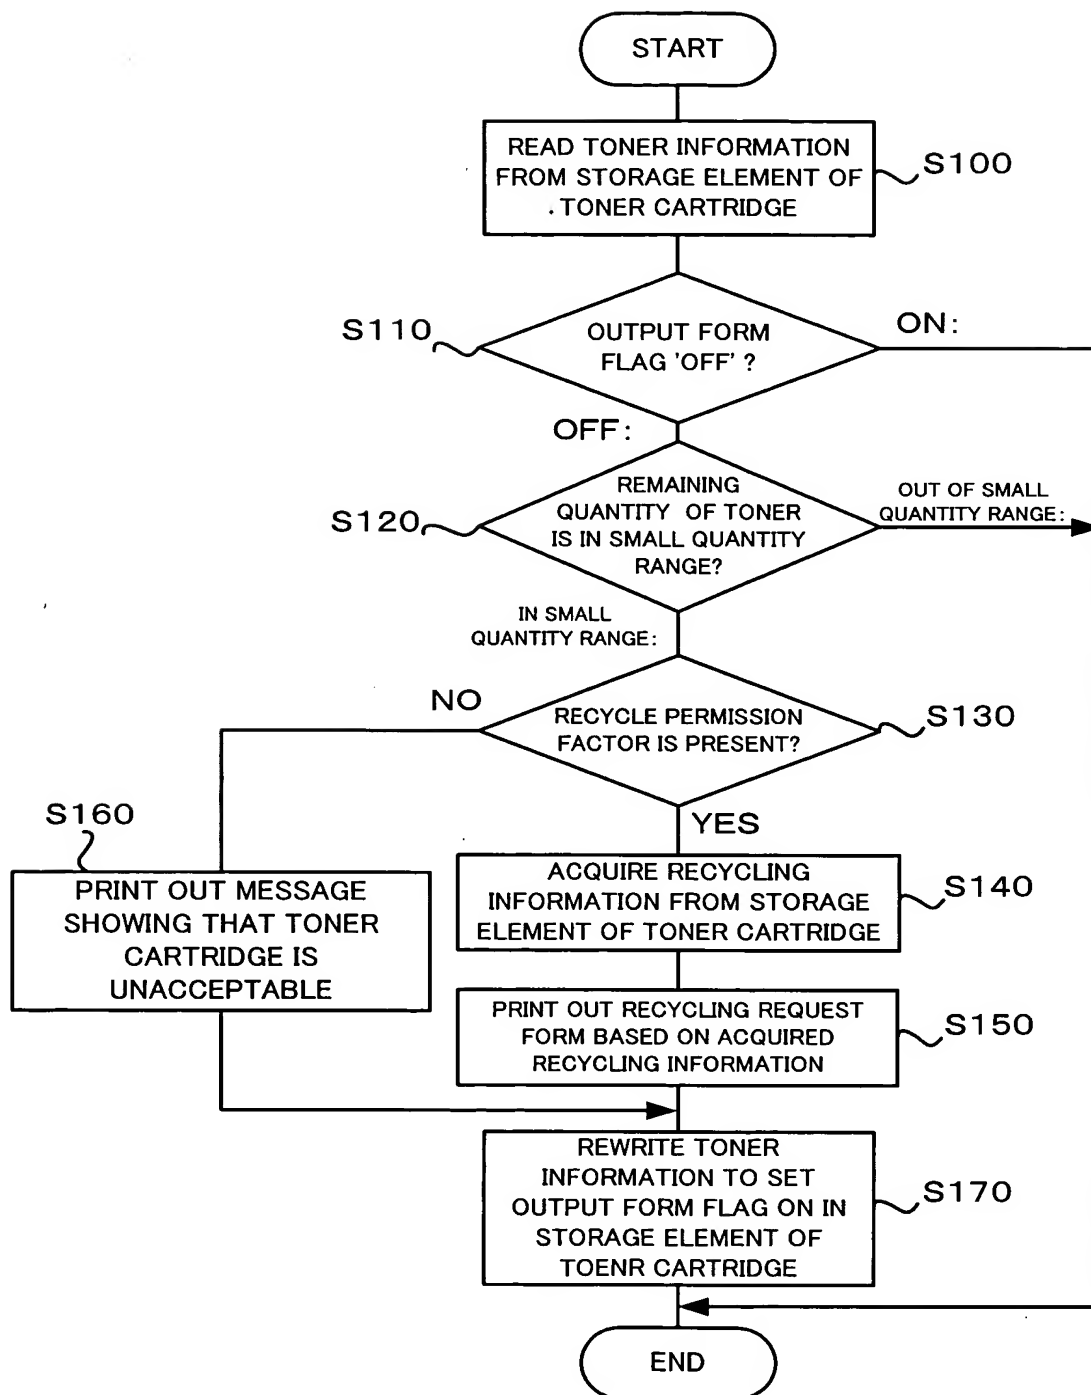 START
READ TONER INFORMATION
FROM STORAGE ELEMENT OF
TONER CARTRIDGE
S100
S110
OUTPUT FORM
FLAG 'OFF' ?
ON:
OFF:
S120
REMAINING
QUANTITY OF TONER
IS IN SMALL QUANTITY
RANGE?
OUT OF SMALL
QUANTITY RANGE:
IN SMALL
QUANTITY RANGE:
NO
RECYCLE PERMISSION
FACTOR IS PRESENT?
S130
S160
YES
PRINT OUT MESSAGE
SHOWING THAT TONER
CARTRIDGE IS
UNACCEPTABLE
ACQUIRE RECYCLING
INFORMATION FROM STORAGE
ELEMENT OF TONER CARTRIDGE
S140
PRINT OUT RECYCLING REQUEST
FORM BASED ON ACQUIRED
RECYCLING INFORMATION
S150
REWRITE TONER
INFORMATION TO SET
OUTPUT FORM FLAG ON IN
STORAGE ELEMENT OF
TOENR CARTRIDGE
S170
END